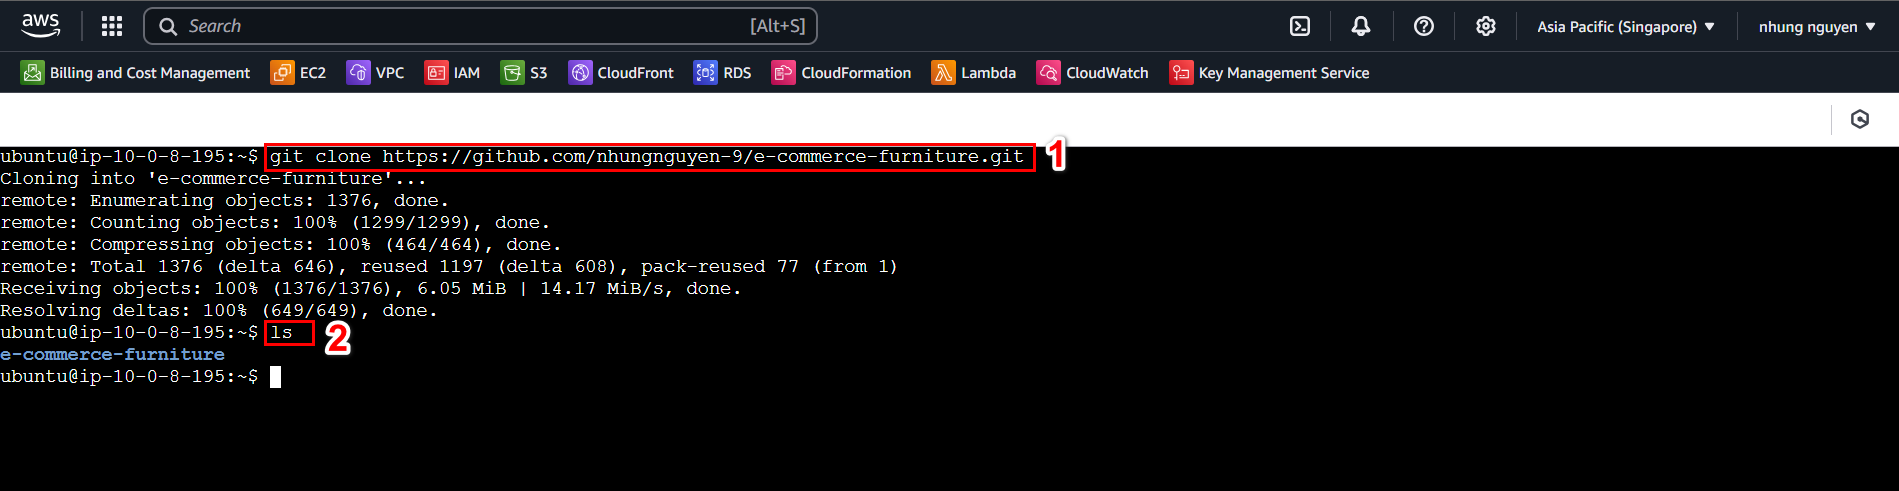 aws Search [Alt+S] Asia Pacific (Singapore) nhung nguyen
Billing and Cost Management EC2 VPC IAM S3 CloudFront RDS CloudFormation Lambda CloudWatch Key Management Service
ubuntu@ip-10-0-8-195:~$ git clone https://github.com/nhungnguyen-9/e-commerce-furniture.git 1
Cloning into 'e-commerce-furniture'...
remote: Enumerating objects: 1376, done.
remote: Counting objects: 100% (1299/1299), done.
remote: Compressing objects: 100% (464/464), done.
remote: Total 1376 (delta 646), reused 1197 (delta 608), pack-reused 77 (from 1)
Receiving objects: 100% (1376/1376), 6.05 MiB | 14.17 MiB/s, done.
Resolving deltas: 100% (649/649), done.
ubuntu@ip-10-0-8-195:~$ ls 2
e-commerce-furniture
ubuntu@ip-10-0-8-195:~$